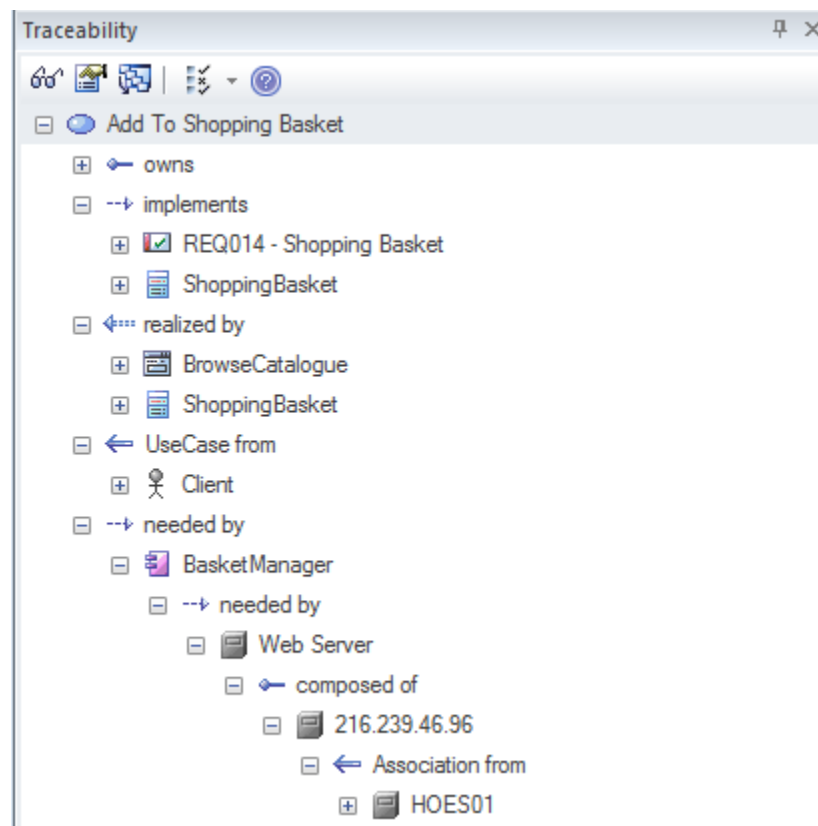 Traceability
Add To Shopping Basket
owns
implements
REQ014 - Shopping Basket
ShoppingBasket
realized by
BrowseCatalogue
ShoppingBasket
UseCase from
Client
needed by
BasketManager
needed by
Web Server
composed of
216.239.46.96
Association from
HOES01